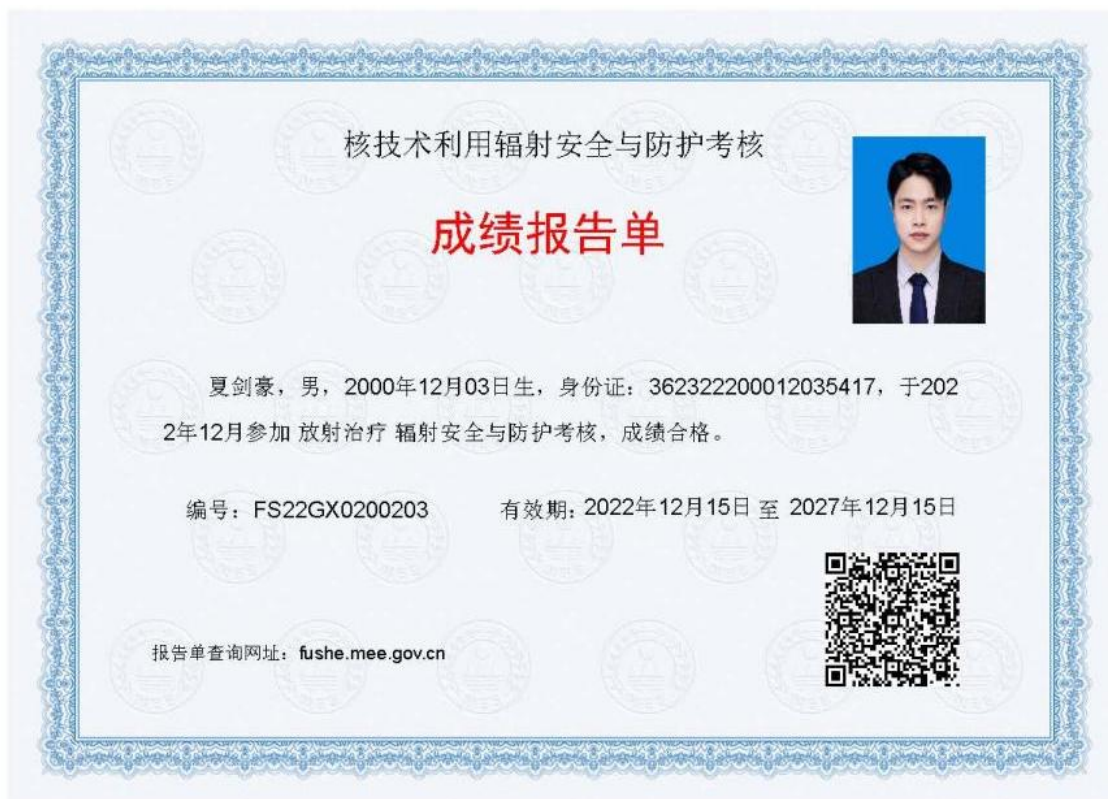 核技术利用辐射安全与防护考核
成绩报告单
夏剑豪，男，2000年12月03日生，身份证：362322200012035417，于202
2年12月参加 放射治疗 辐射安全与防护考核，成绩合格。
编号：FS22GX0200203 有效期：2022年12月15日 至 2027年12月15日
报告单查询网址：fushe.mee.gov.cn